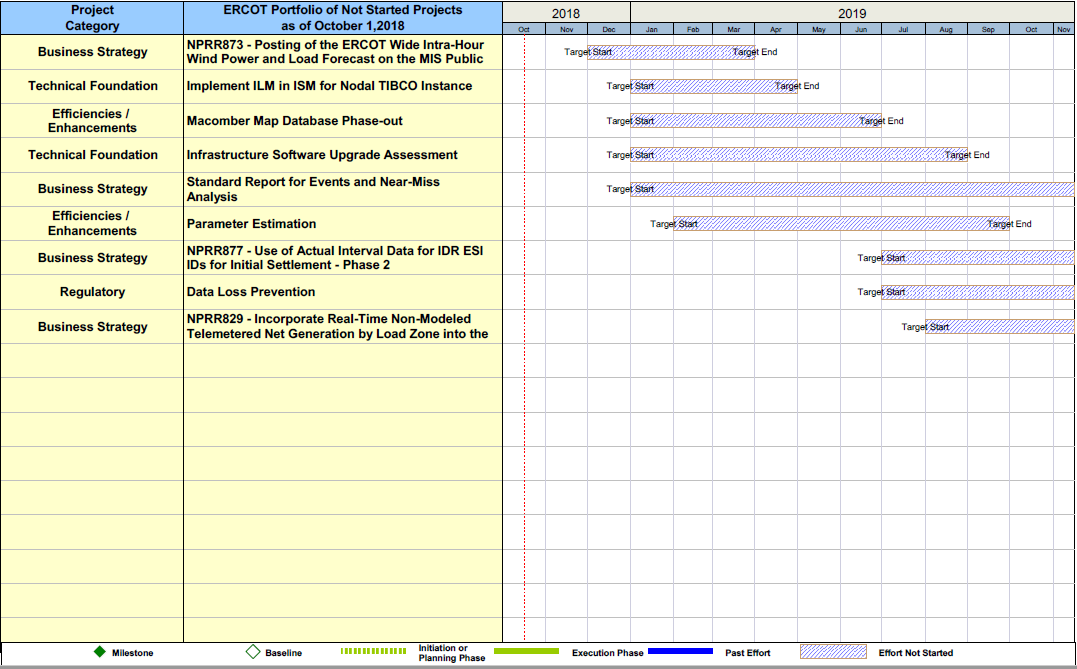 Project
Category
ERCOT Portfolio of Not Started Projects
as of October 1,2018
2018
2019
Oct Nov Dec Jan Feb Mar Apr May Jun Jul Aug Sep Oct Nov
Business Strategy
NPRR873 - Posting of the ERCOT Wide Intra-Hour
Wind Power and Load Forecast on the MIS Public
Target Start
Target End
Technical Foundation
Implement ILM in ISM for Nodal TIBCO Instance
Target Start
Target End
Efficiencies /
Enhancements
Macomber Map Database Phase-out
Target Start
Target End
Technical Foundation
Infrastructure Software Upgrade Assessment
Target Start
Target End
Business Strategy
Standard Report for Events and Near-Miss
Analysis
Target Start
Efficiencies /
Enhancements
Parameter Estimation
Target Start
Target End
Business Strategy
NPRR877 - Use of Actual Interval Data for IDR ESI
IDs for Initial Settlement - Phase 2
Target Start
Regulatory
Data Loss Prevention
Target Start
Business Strategy
NPRR829 - Incorporate Real-Time Non-Modeled
Telemetered Net Generation by Load Zone into the
Target Start
Milestone
Baseline
Initiation or
Planning Phase
Execution Phase
Past Effort
Effort Not Started